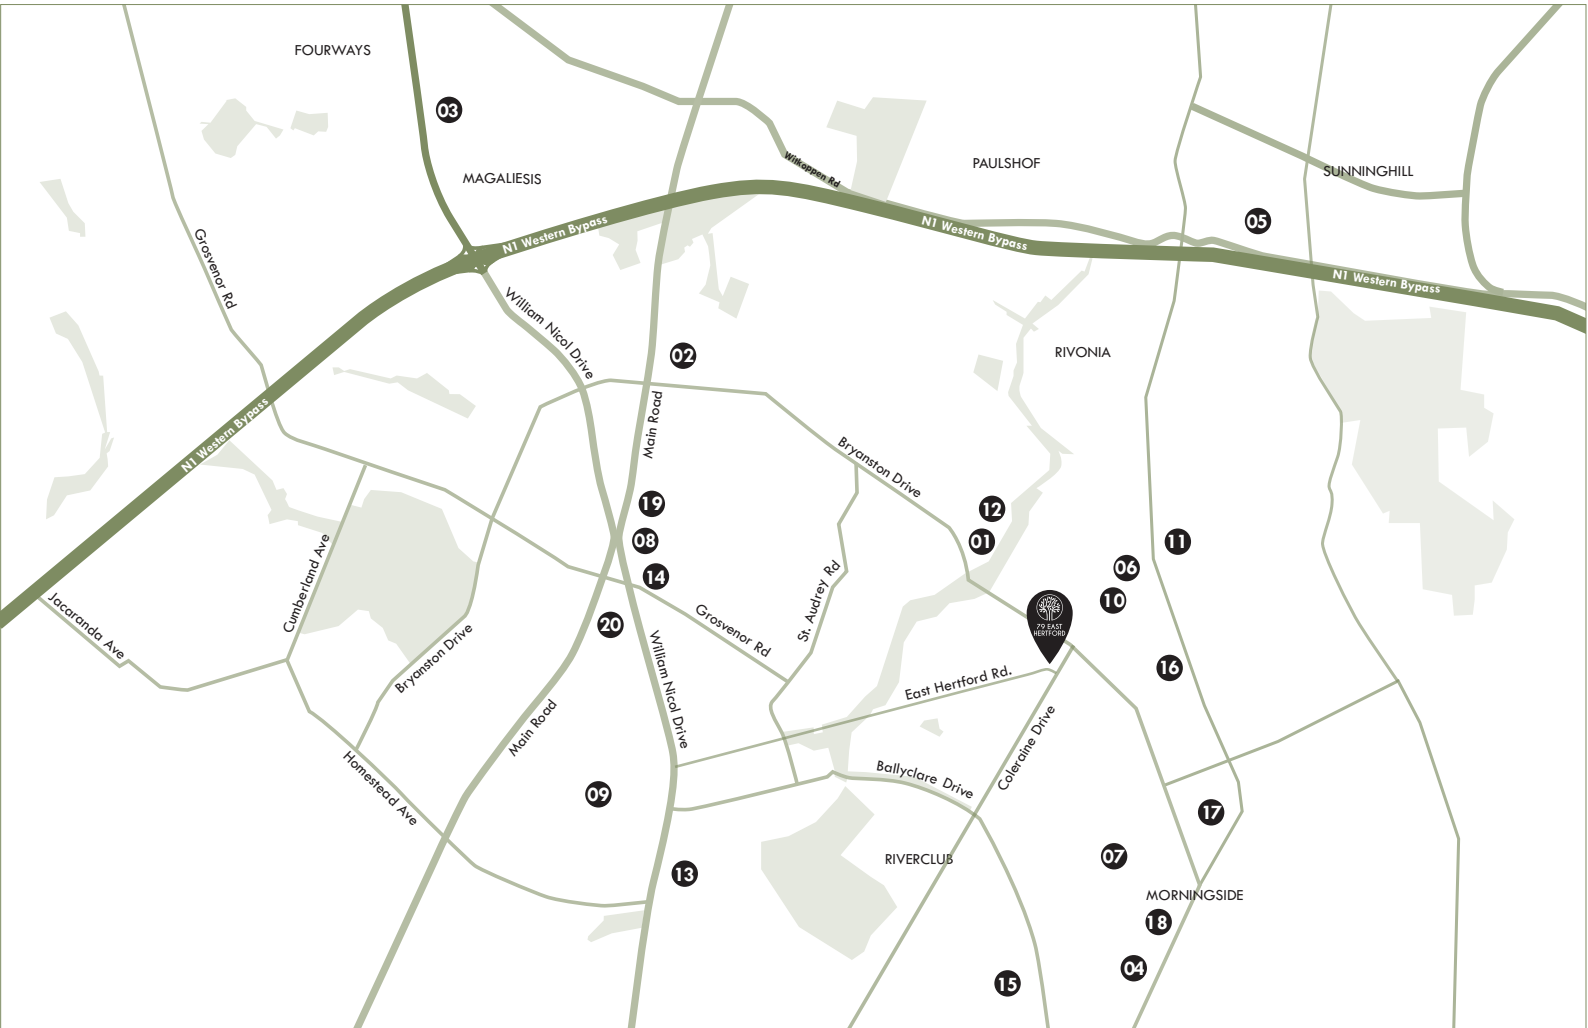 FOURWAYS
03
MAGALIESIS
Witkoppen Rd
PAULSHOF
SUNNINGHILL
05
Grosvenor Rd
N1 Western Bypass
N1 Western Bypass
N1 Western Bypass
William Nicol Drive
02
RIVONIA
N1 Western Bypass
Main Road
Bryanston Drive
19
12
08
01
11
14
06
10
Cumberland Ave
St. Audrey Rd
Jacaranda Ave
20
Grosvenor Rd
79 EAST
HERTFORD
Bryanston Drive
William Nicol Drive
16
East Hertford Rd.
Main Road
Coleraine Drive
Homestead Ave
Ballyclare Drive
09
17
13
RIVERCLUB
07
MORNINGSIDE
18
04
15